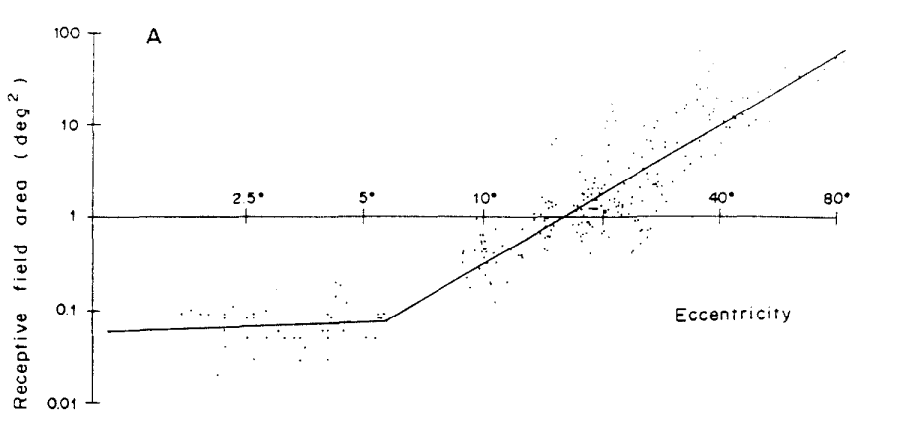 A
Receptive field area (deg²)
100
10
1
0.1
0.01
2.5° 5° 10° 40° 80°
Eccentricity